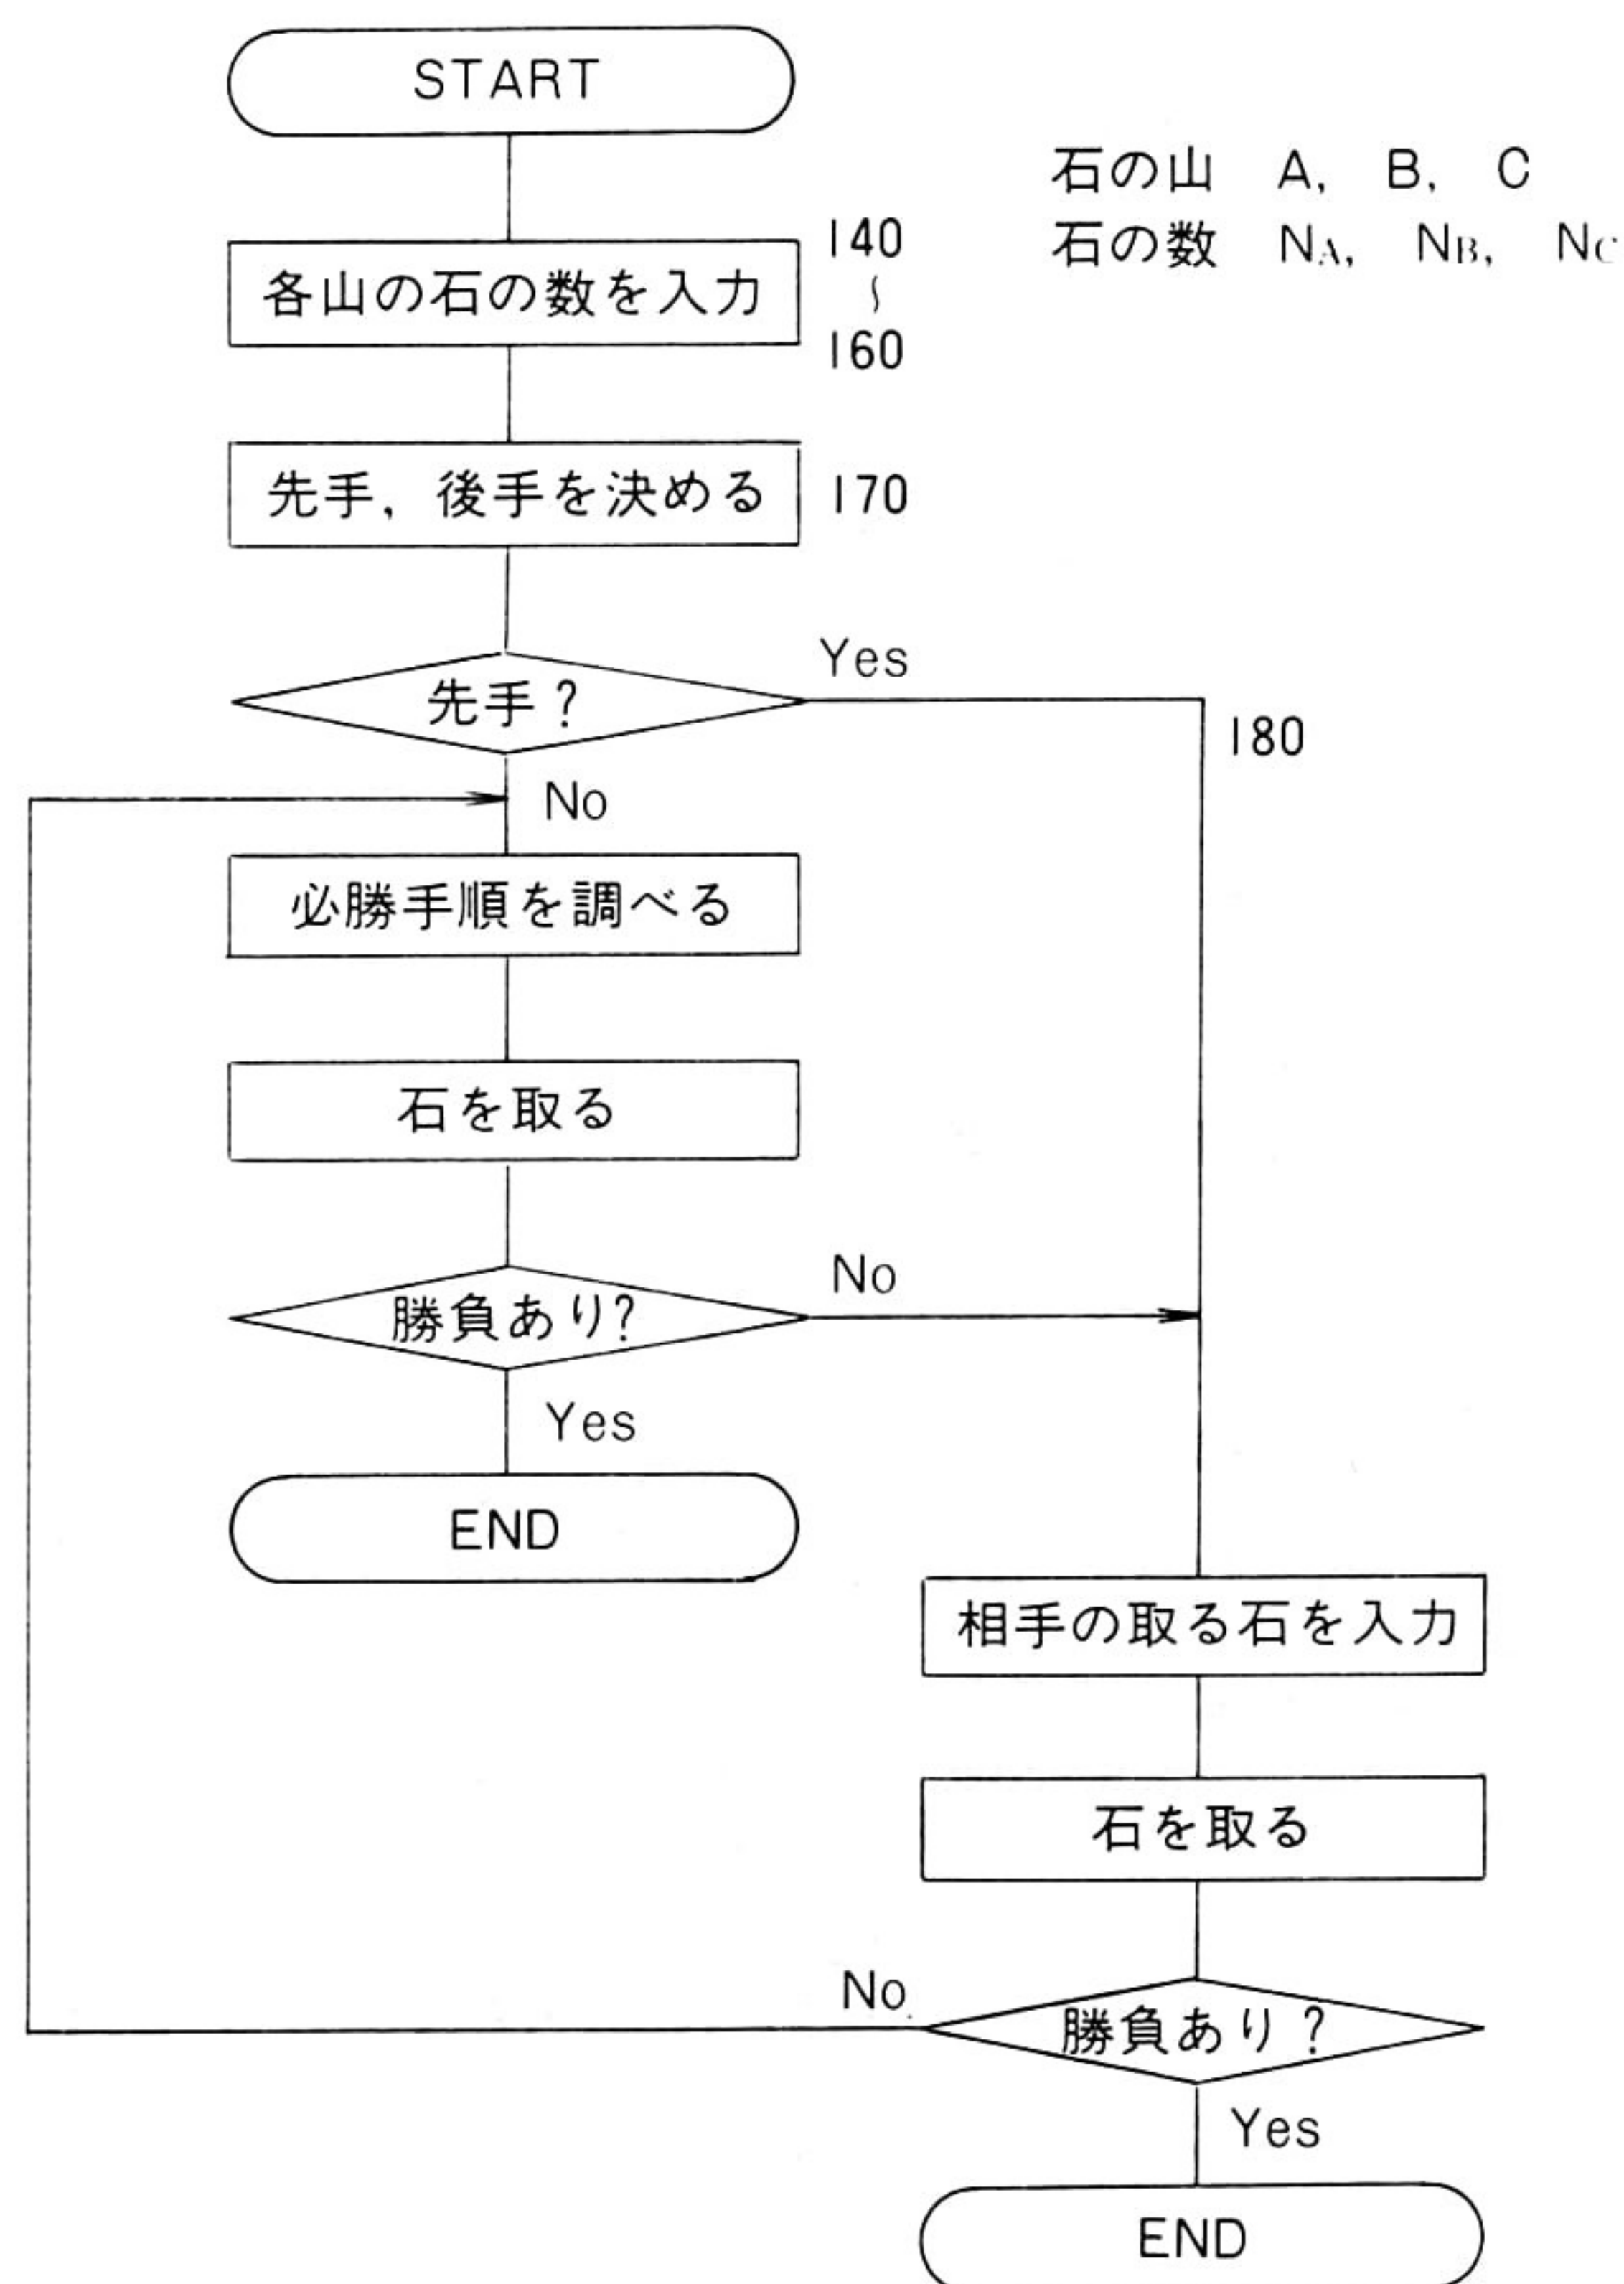 START
石の山 A, B, C
石の数 NA, NB, NC
各山の石の数を入力
140
〜
160
先手，後手を決める
170
先手？
Yes
180
No
必勝手順を調べる
石を取る
勝負あり？
No
Yes
END
相手の取る石を入力
石を取る
勝負あり？
No
Yes
END